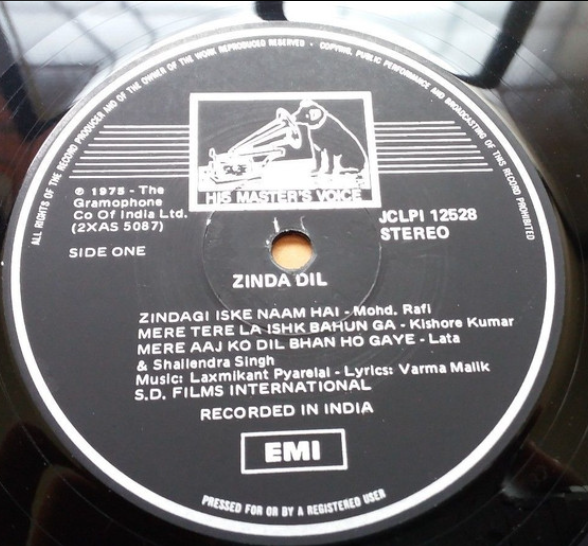 ALL RIGHTS OF THE RECORD PRODUCER AND OF THE OWNER OF THE WORK REPRODUCED RESERVED - COPYING, PUBLIC PERFORMANCE AND BROADCASTING OF THIS RECORD PROHIBITED
HIS MASTER'S VOICE
℗ 1975 - The
Gramophone
Co Of India Ltd.
(2XAS 5087)
SIDE ONE
JCLPI 12528
STEREO
ZINDA DIL
ZINDAGI ISKE NAAM HAI - Mohd. Rafi
MERE TERE LA ISHK BAHUN GA - Kishore Kumar
MERE AAJ KO DIL BHAN HO GAYE - Lata
& Shailendra Singh
Music: Laxmikant Pyarelal - Lyrics: Varma Malik
S.D. FILMS INTERNATIONAL
RECORDED IN INDIA
EMI
PRESSED FOR OR BY A REGISTERED USER